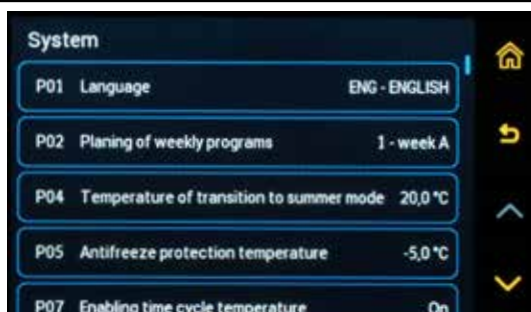 System
P01 Language ENG - ENGLISH
P02 Planing of weekly programs 1 - week A
P04 Temperature of transition to summer mode 20,0 °C
P05 Antifreeze protection temperature -5,0 °C
P07 Enabling time cycle temperature On